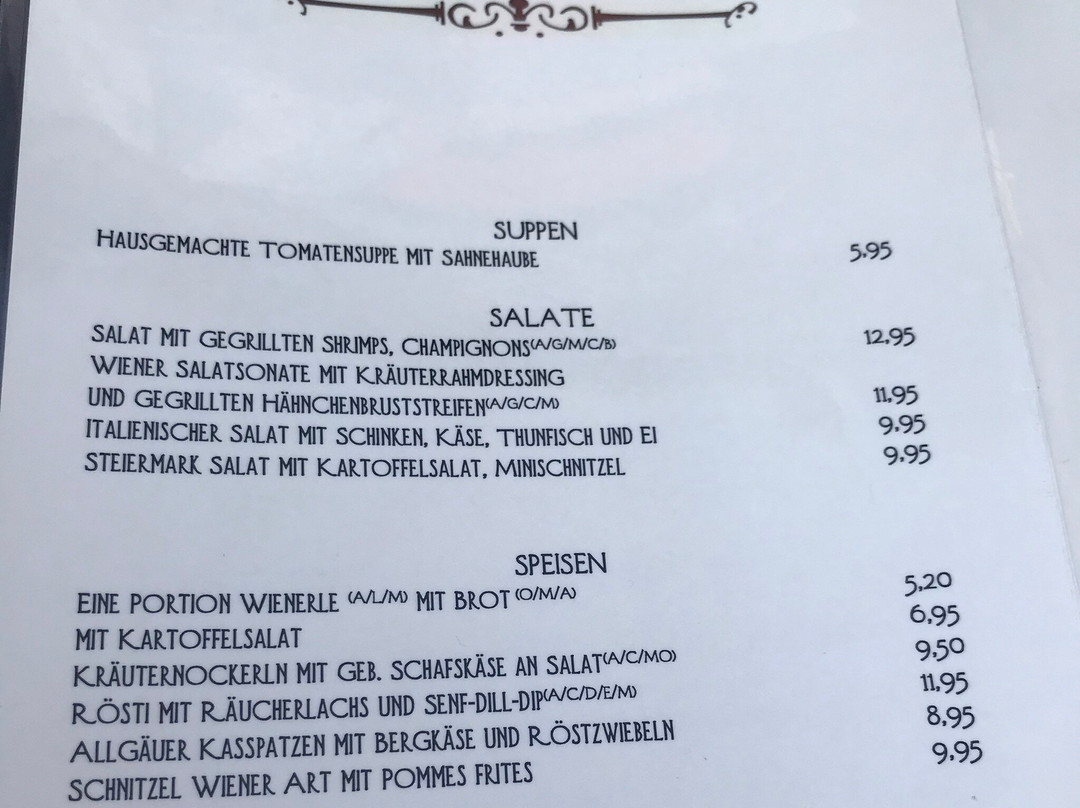 SUPPEN
HAUSGEMACHTE TOMATENSUPPE MIT SAHNEHAUBE 5,95
SALATE
SALAT MIT GEGRILLTEN SHRIMPS, CHAMPIGNONS(A/G/M/C/B) 12,95
WIENER SALATSONATE MIT KRÄUTERRAHMDRESSING
UND GEGRILLTEN HÄHNCHENBRUSTSTREIFEN(A/G/C/M) 11,95
ITALIENISCHER SALAT MIT SCHINKEN, KÄSE, THUNFISCH UND EI 9,95
STEIERMARK SALAT MIT KARTOFFELSALAT, MINISCHNITZEL 9,95
SPEISEN
EINE PORTION WIENERLE (A/L/M) MIT BROT (O/M/A) 5,20
MIT KARTOFFELSALAT 6,95
KRÄUTERNOCKERLN MIT GEB. SCHAFSKÄSE AN SALAT(A/C/MO) 9,50
RÖSTI MIT RÄUCHERLACHS UND SENF-DILL-DIP(A/C/D/E/M) 11,95
ALLGÄUER KASSPATZEN MIT BERGKÄSE UND RÖSTZWIEBELN 8,95
SCHNITZEL WIENER ART MIT POMMES FRITES 9,95